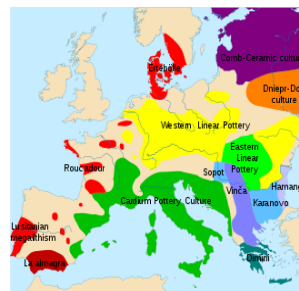 Ertebølle
Comb-Ceramic cultu
Dniepr-Do
culture
Western Linear Pottery
Eastern
Linear
Pottery
Roucadour
Sopot
Hamang
Vinča
Cardium Pottery Culture
Karanovo
Lusitanian
megalithism
La almagra
Dimini